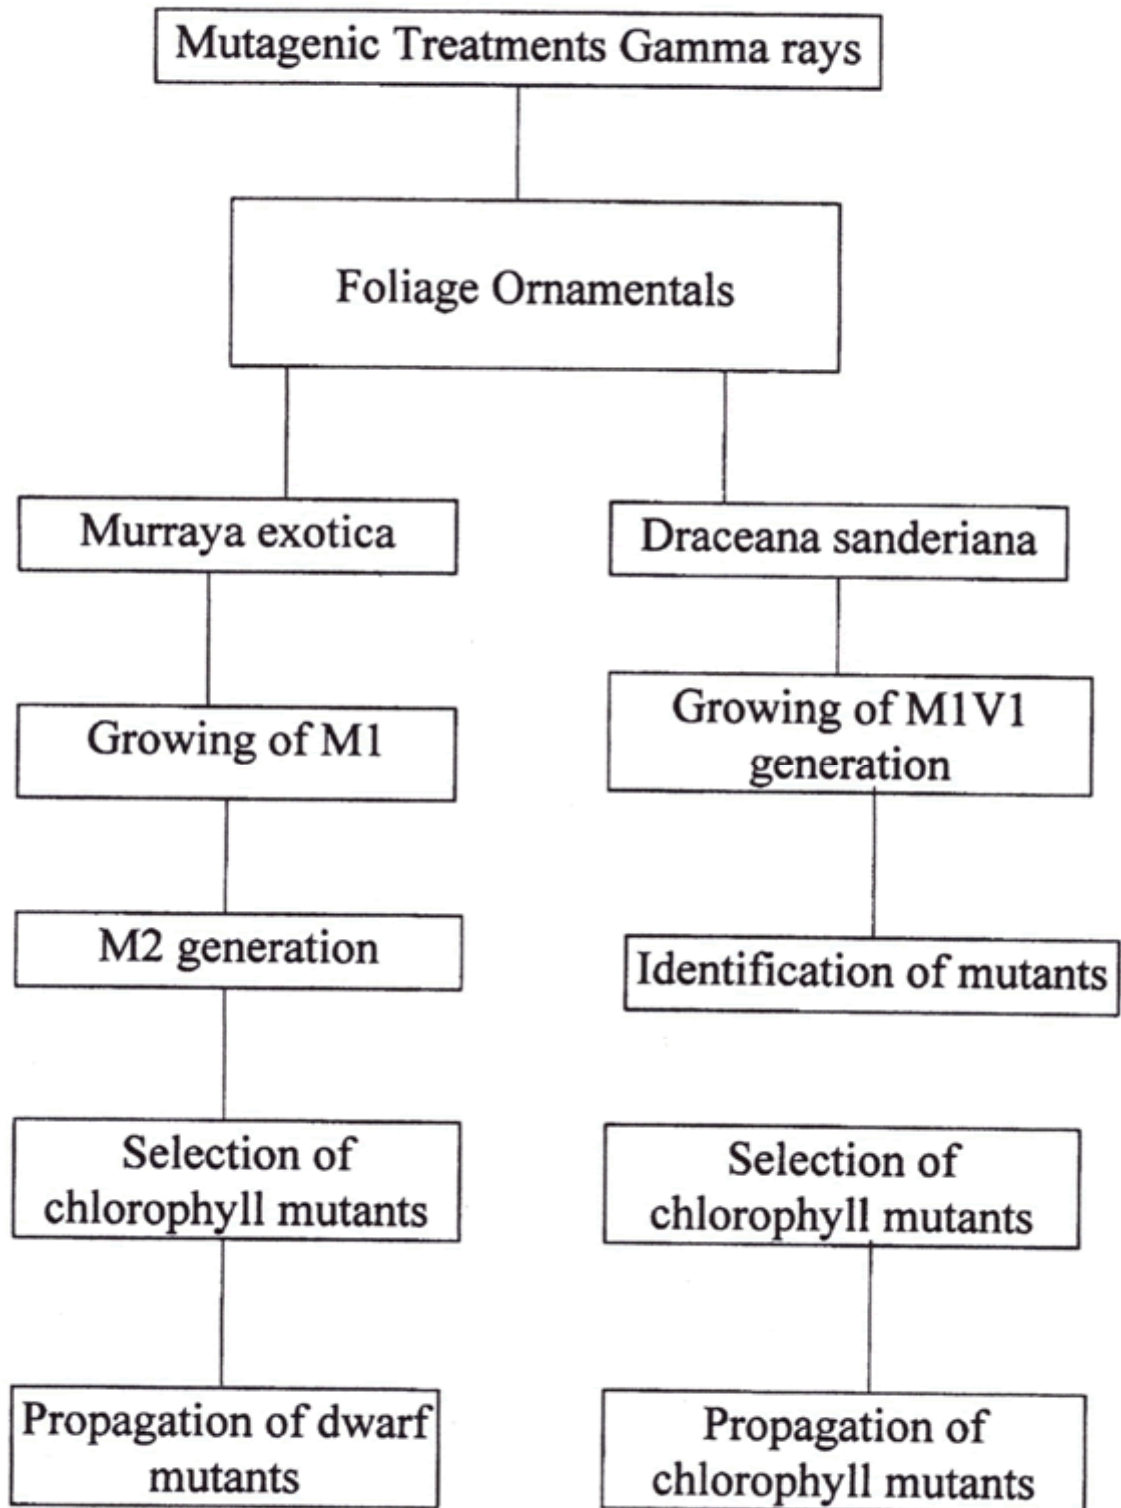 Mutagenic Treatments Gamma rays
Foliage Ornamentals
Murraya exotica
Growing of M1
M2 generation
Selection of
chlorophyll mutants
Propagation of dwarf
mutants
Draceana sanderiana
Growing of M1V1
generation
Identification of mutants
Selection of
chlorophyll mutants
Propagation of
chlorophyll mutants